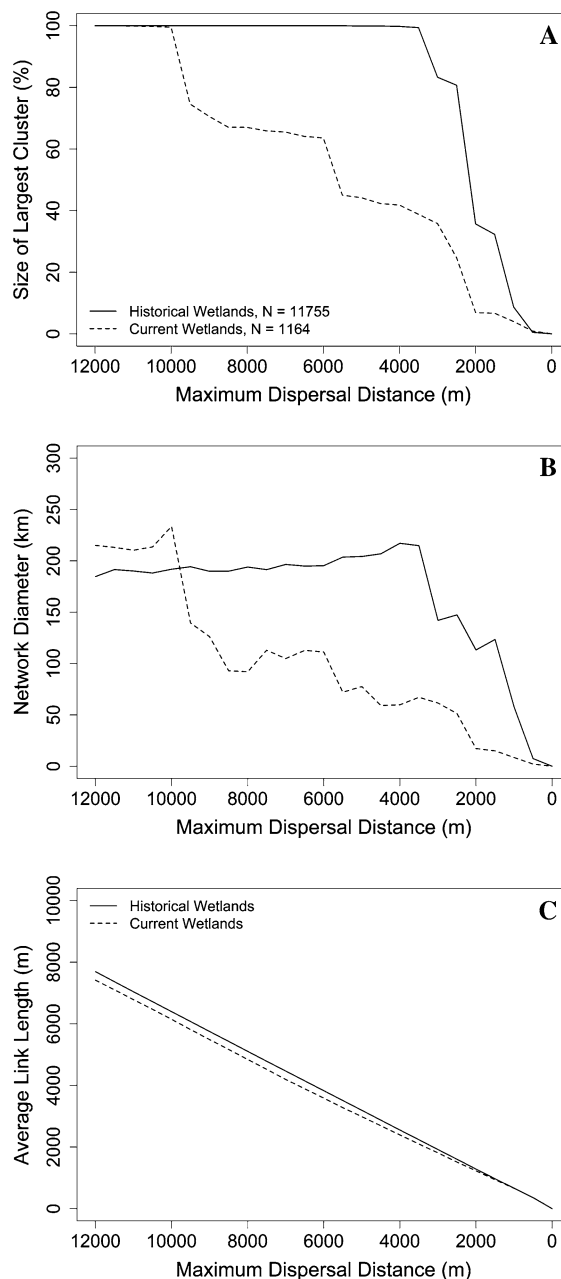 A
Size of Largest Cluster (%)
100
80
60
40
20
0
Historical Wetlands, N = 11755
Current Wetlands, N = 1164
12000 10000 8000 6000 4000 2000 0
Maximum Dispersal Distance (m)
B
Network Diameter (km)
300
250
200
150
100
50
0
12000 10000 8000 6000 4000 2000 0
Maximum Dispersal Distance (m)
C
Average Link Length (m)
10000
8000
6000
4000
2000
0
Historical Wetlands
Current Wetlands
12000 10000 8000 6000 4000 2000 0
Maximum Dispersal Distance (m)